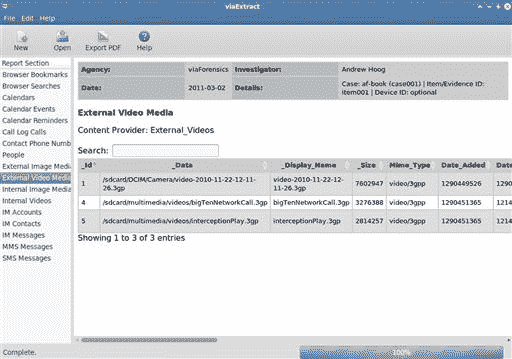 viaExtract
File Edit Help
New Open Export PDF Help
Report Section
Browser Bookmarks
Browser Searches
Calendars
Calendar Events
Calendar Reminders
Call Log Calls
Contact Phone Numb
People
External Image Medi
External Video Media
Internal Image Media
Internal Videos
IM Accounts
IM Contacts
IM Messages
MMS Messages
SMS Messages
Agency: viaForensics Investigator: Andrew Hoog
Date: 2011-03-02 Details: Case: af-book (case001) | Item/Evidence ID:
item001 | Device ID: optional
External Video Media
Content Provider: External_Videos
Search:
_Id _Data _Display_Name _Size Mime_Type Date_Added Date
1 /sdcard/DCIM/Camera/video-2010-11-22-12-11-26.3gp video-2010-11-22-12-11-26.3gp 7602947 video/3gpp 1290449526 1290
4 /sdcard/multimedia/videos/bigTenNetworkCall.3gp bigTenNetworkCall.3gp 3276388 video/3gpp 1290451365 1214
5 /sdcard/multimedia/videos/interceptionPlay.3gp interceptionPlay.3gp 2814257 video/3gpp 1290451365 1214
Showing 1 to 3 of 3 entries
Complete.
100%